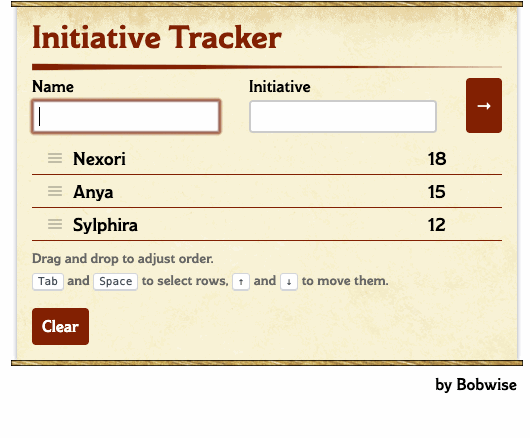 Initiative Tracker
Name Initiative
→
Nexori 18
Anya 15
Sylphira 12
Drag and drop to adjust order.
Tab and Space to select rows, ↑ and ↓ to move them.
Clear
by Bobwise